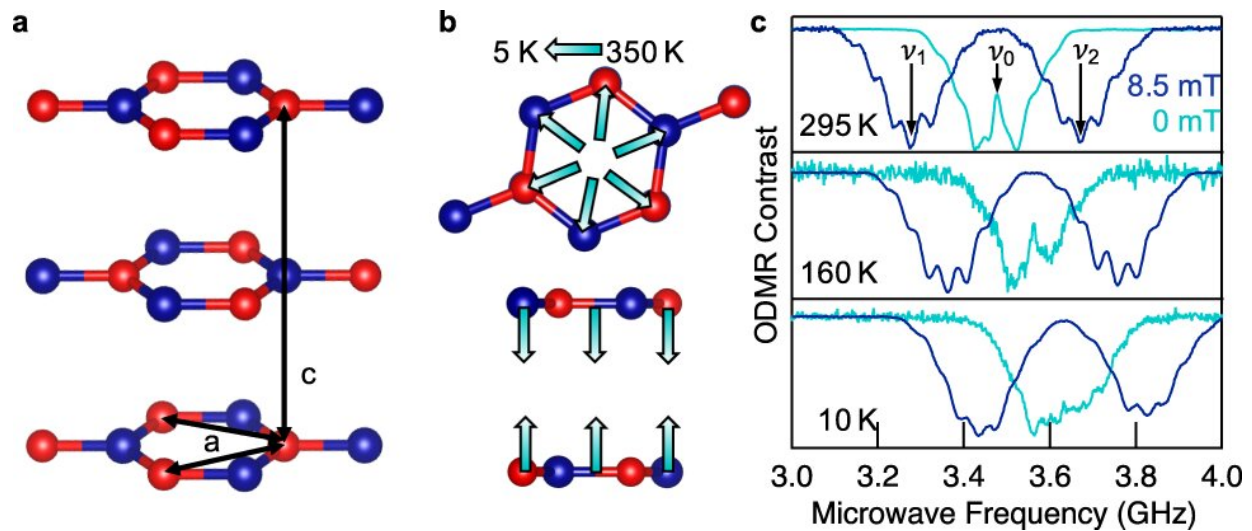 a
c
a
b
5 K 350 K
c
ν₁ ν₀ ν₂
8.5 mT
0 mT
295 K
160 K
10 K
ODMR Contrast
3.0 3.2 3.4 3.6 3.8 4.0
Microwave Frequency (GHz)